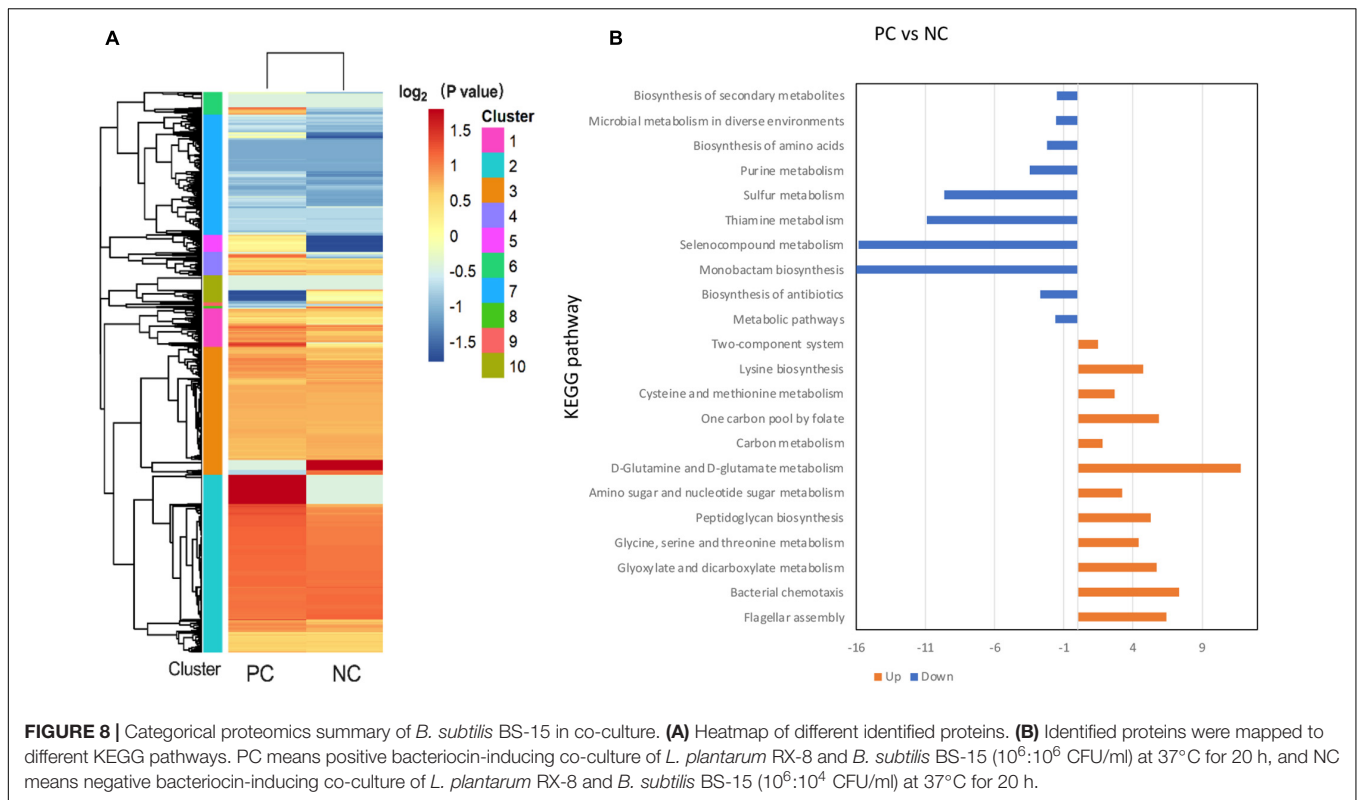 A
log₂ (P value)
1.5
1
0.5
0
-0.5
-1
-1.5
Cluster
1
2
3
4
5
6
7
8
9
10
Cluster
PC
NC
B
PC vs NC
KEGG pathway
Biosynthesis of secondary metabolites
Microbial metabolism in diverse environments
Biosynthesis of amino acids
Purine metabolism
Sulfur metabolism
Thiamine metabolism
Selenocompound metabolism
Monobactam biosynthesis
Biosynthesis of antibiotics
Metabolic pathways
Two-component system
Lysine biosynthesis
Cysteine and methionine metabolism
One carbon pool by folate
Carbon metabolism
D-Glutamine and D-glutamate metabolism
Amino sugar and nucleotide sugar metabolism
Peptidoglycan biosynthesis
Glycine, serine and threonine metabolism
Glyoxylate and dicarboxylate metabolism
Bacterial chemotaxis
Flagellar assembly
-16 -11 -6 -1 4 9
Up Down
FIGURE 8 | Categorical proteomics summary of B. subtilis BS-15 in co-culture. (A) Heatmap of different identified proteins. (B) Identified proteins were mapped to
different KEGG pathways. PC means positive bacteriocin-inducing co-culture of L. plantarum RX-8 and B. subtilis BS-15 (10⁶:10⁶ CFU/ml) at 37°C for 20 h, and NC
means negative bacteriocin-inducing co-culture of L. plantarum RX-8 and B. subtilis BS-15 (10⁶:10⁴ CFU/ml) at 37°C for 20 h.